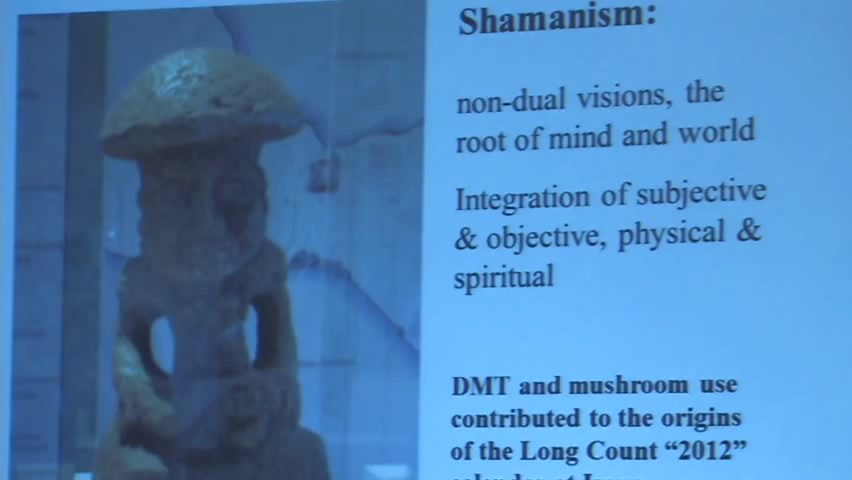 Shamanism:
non-dual visions, the
root of mind and world
Integration of subjective
& objective, physical &
spiritual
DMT and mushroom use
contributed to the origins
of the Long Count “2012”